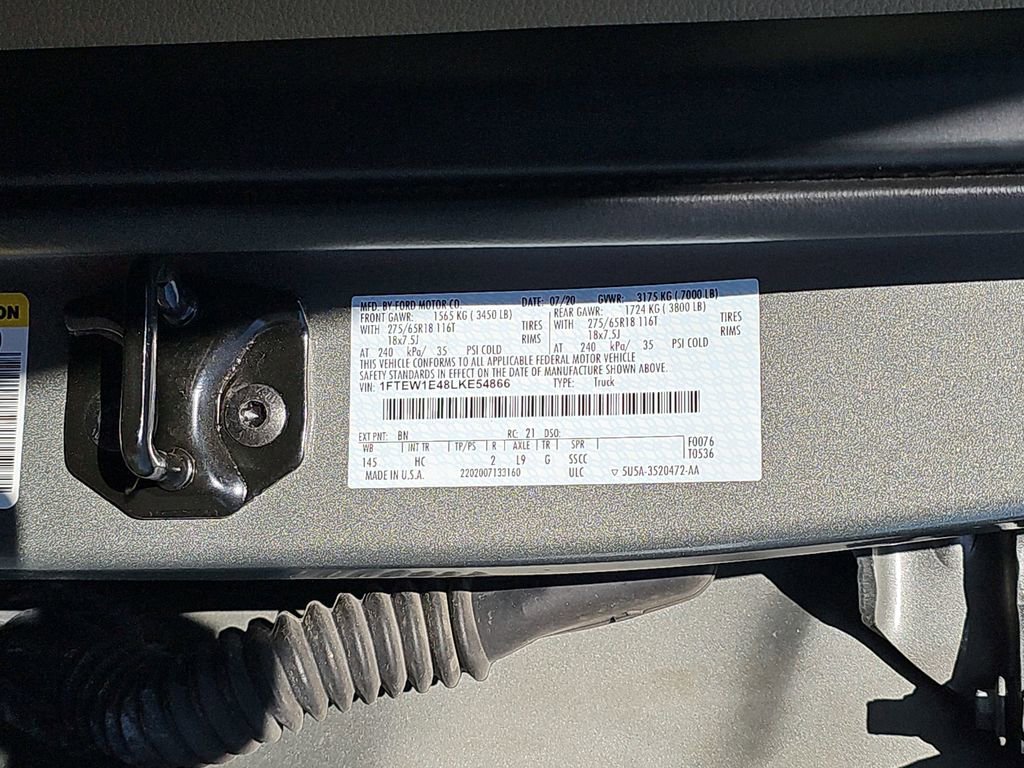 ON
MFD. BY FORD MOTOR CO. DATE: 07/20 GVWR: 3175 KG ( 7000 LB)
FRONT GAWR: 1565 KG ( 3450 LB) REAR GAWR: 1724 KG ( 3800 LB)
WITH 275/65R18 116T TIRES WITH 275/65R18 116T TIRES
18x7.5J RIMS 18x7.5J RIMS
AT 240 kPa/ 35 PSI COLD AT 240 kPa/ 35 PSI COLD
THIS VEHICLE CONFORMS TO ALL APPLICABLE FEDERAL MOTOR VEHICLE
SAFETY STANDARDS IN EFFECT ON THE DATE OF MANUFACTURE SHOWN ABOVE.
VIN: 1FTEW1E48LKE54866 TYPE: Truck
EXT PNT: BN RC: 21 DSO: F0076
WB INT TR TP/PS R AXLE TR SPR T0536
145 HC 2 L9 G SSCC
MADE IN U.S.A. 2202007133160 ULC ▽ 5U5A-3520472-AA